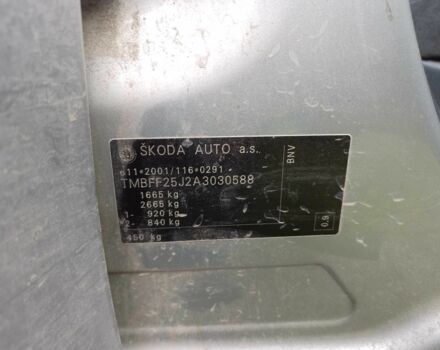 ŠKODA AUTO a.s.
e11*2001/116*0291
TMBFF25J2A3030588
1665 kg
2665 kg
1- 920 kg
2- 840 kg
450 kg
BNV
0.9